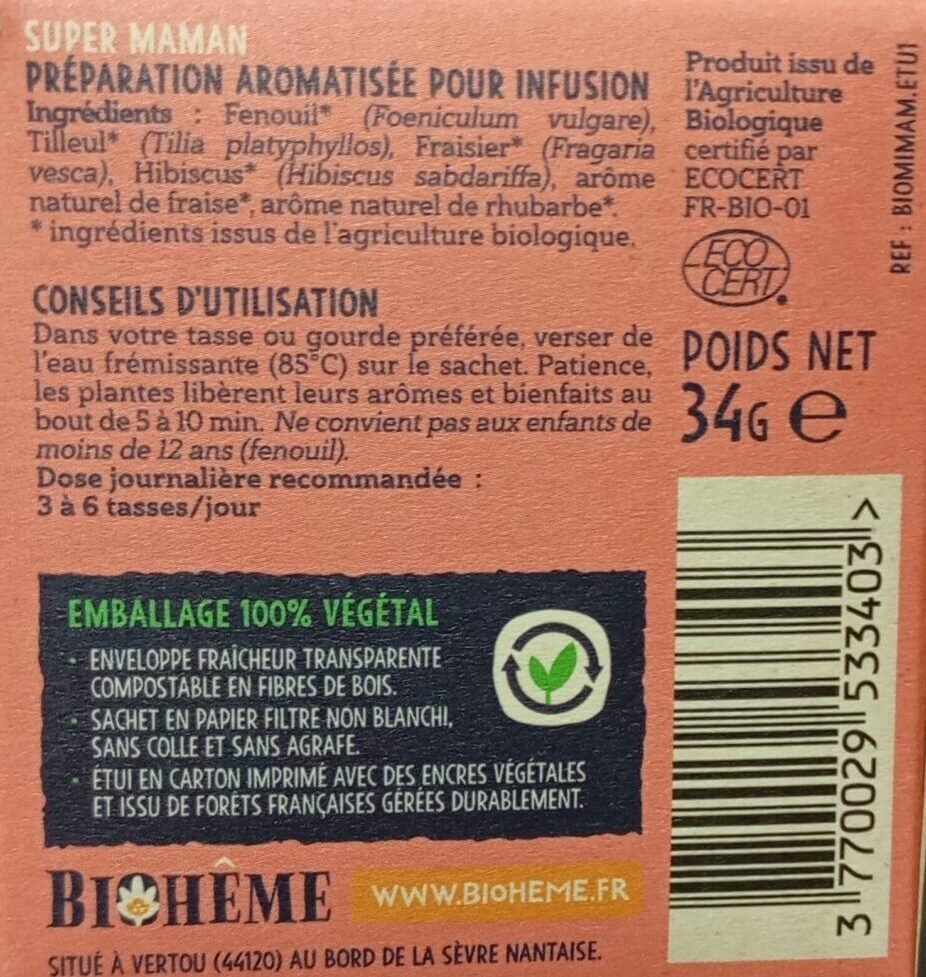 SUPER MAMAN
PRÉPARATION AROMATISÉE POUR INFUSION
Ingrédients : Fenouil* (Foeniculum vulgare),
Tilleul* (Tilia platyphyllos), Fraisier* (Fragaria
vesca), Hibiscus* (Hibiscus sabdariffa), arôme
naturel de fraise*, arôme naturel de rhubarbe*.
* ingrédients issus de l'agriculture biologique.
CONSEILS D'UTILISATION
Dans votre tasse ou gourde préférée, verser de
l'eau frémissante (85°C) sur le sachet. Patience,
les plantes libèrent leurs arômes et bienfaits au
bout de 5 à 10 min. Ne convient pas aux enfants de
moins de 12 ans (fenouil).
Dose journalière recommandée :
3 à 6 tasses/jour
Produit issu de
l'Agriculture
Biologique
certifié par
ECOCERT
FR-BIO-01
ECO
CERT
®
POIDS NET
34G e
REF : BIOMIMAM.ETUI
EMBALLAGE 100% VÉGÉTAL
· ENVELOPPE FRAÎCHEUR TRANSPARENTE
COMPOSTABLE EN FIBRES DE BOIS.
· SACHET EN PAPIER FILTRE NON BLANCHI,
SANS COLLE ET SANS AGRAFE.
· ÉTUI EN CARTON IMPRIMÉ AVEC DES ENCRES VÉGÉTALES
ET ISSU DE FORÊTS FRANÇAISES GÉRÉES DURABLEMENT.
3 770029 533403 >
BIOHÊME
WWW.BIOHEME.FR
SITUÉ À VERTOU (44120) AU BORD DE LA SÈVRE NANTAISE.